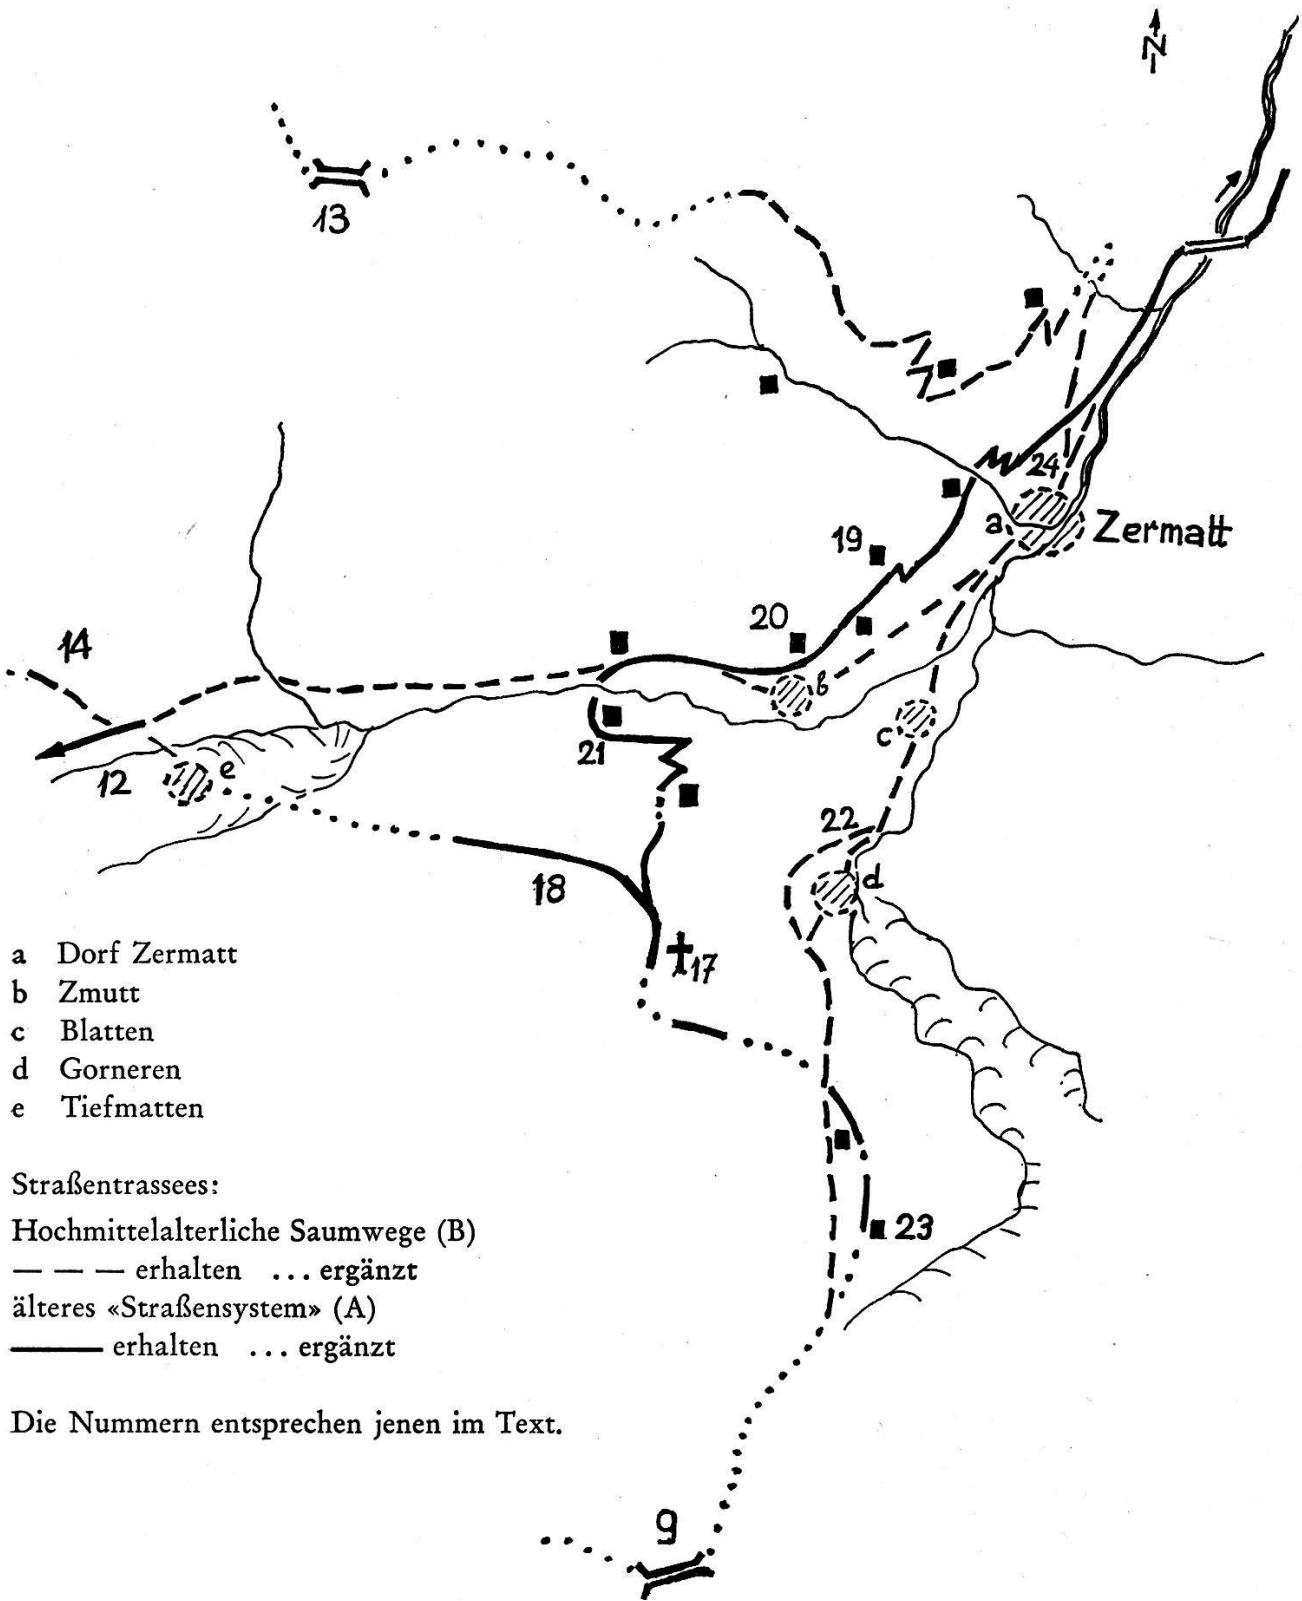 N
13
24
a
Zermatt
19
20
14
b
c
21
12
e
22
18
d
17
a Dorf Zermatt
b Zmutt
c Blatten
d Gorneren
e Tiefmatten
23
Straßentrassees:
Hochmittelalterliche Saumwege (B)
— — — erhalten ... ergänzt
älteres «Straßensystem» (A)
——— erhalten ... ergänzt
Die Nummern entsprechen jenen im Text.
9